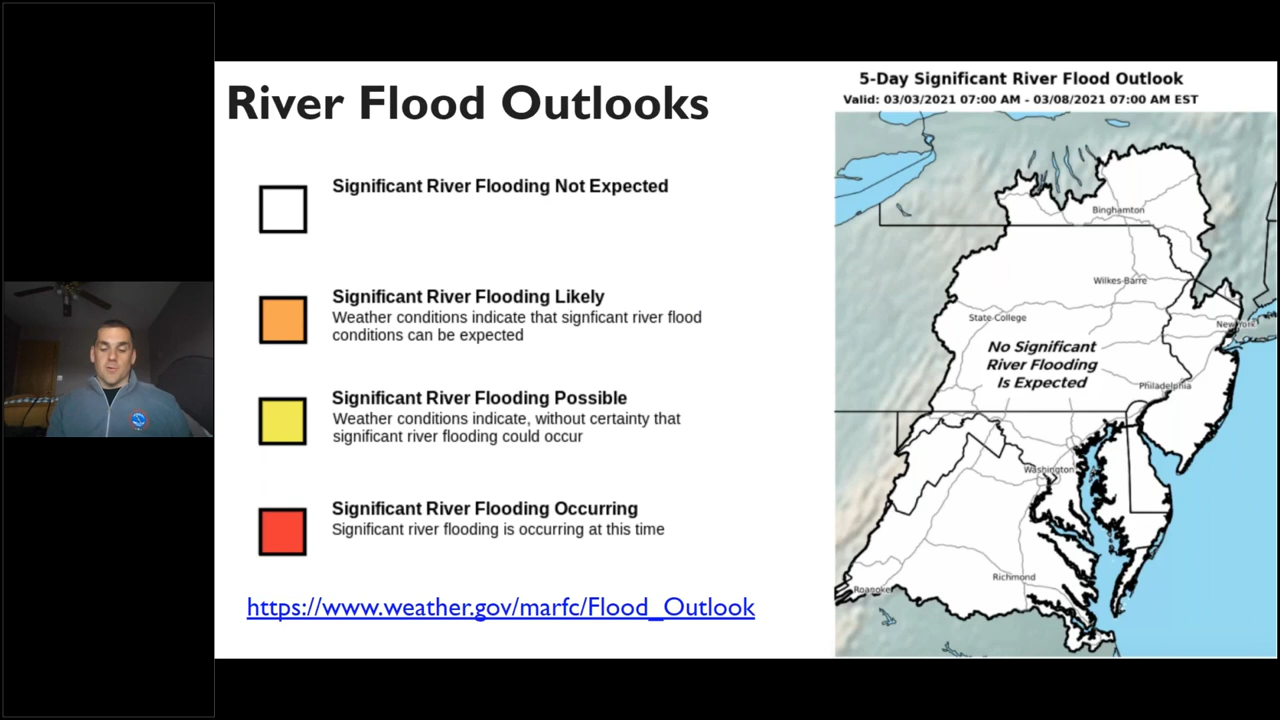 River Flood Outlooks
Significant River Flooding Not Expected
Significant River Flooding Likely
Weather conditions indicate that signficant river flood
conditions can be expected
Significant River Flooding Possible
Weather conditions indicate, without certainty that
significant river flooding could occur
Significant River Flooding Occurring
Significant river flooding is occurring at this time
https://www.weather.gov/marfc/Flood_Outlook
5-Day Significant River Flood Outlook
Valid: 03/03/2021 07:00 AM - 03/08/2021 07:00 AM EST
Binghamton
Wilkes-Barre
State College
New York
No Significant
River Flooding
Is Expected
Philadelphia
Washington
Richmond
Roanoke